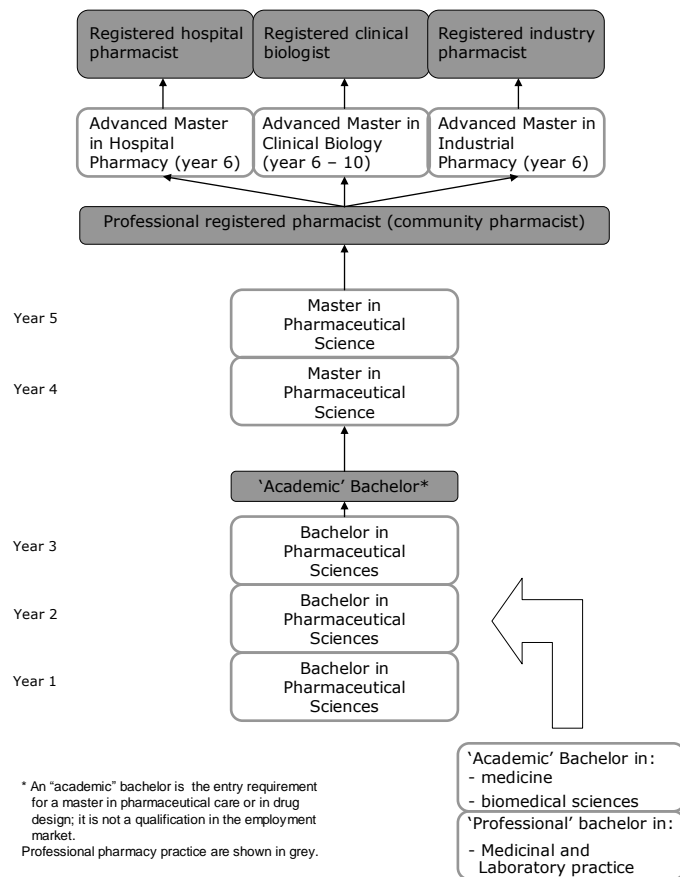 Registered hospital
pharmacist
Registered clinical
biologist
Registered industry
pharmacist
Advanced Master
in Hospital
Pharmacy (year 6)
Advanced Master in
Clinical Biology
(year 6 – 10)
Advanced Master in
Industrial
Pharmacy (year 6)
Professional registered pharmacist (community pharmacist)
Year 5
Master in
Pharmaceutical
Science
Year 4
Master in
Pharmaceutical
Science
‘Academic’ Bachelor*
Year 3
Bachelor in
Pharmaceutical
Sciences
Year 2
Bachelor in
Pharmaceutical
Sciences
Year 1
Bachelor in
Pharmaceutical
Sciences
‘Academic’ Bachelor in:
- medicine
- biomedical sciences
‘Professional’ bachelor in:
- Medicinal and
Laboratory practice
* An “academic” bachelor is the entry requirement
for a master in pharmaceutical care or in drug
design; it is not a qualification in the employment
market.
Professional pharmacy practice are shown in grey.